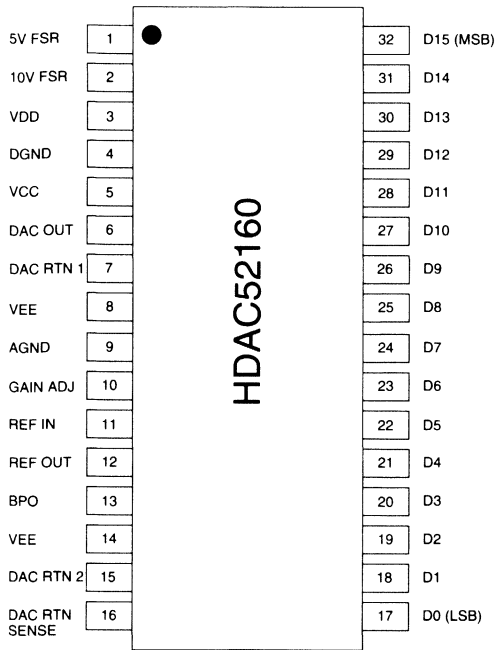 5V FSR 1 32 D15 (MSB)
10V FSR 2 31 D14
VDD 3 30 D13
DGND 4 29 D12
VCC 5 28 D11
DAC OUT 6 27 D10
DAC RTN 1 7 26 D9
VEE 8 25 D8
AGND 9 24 D7
GAIN ADJ 10 23 D6
REF IN 11 22 D5
REF OUT 12 21 D4
BPO 13 20 D3
VEE 14 19 D2
DAC RTN 2 15 18 D1
DAC RTN 16 17 D0 (LSB)
SENSE
HDAC52160